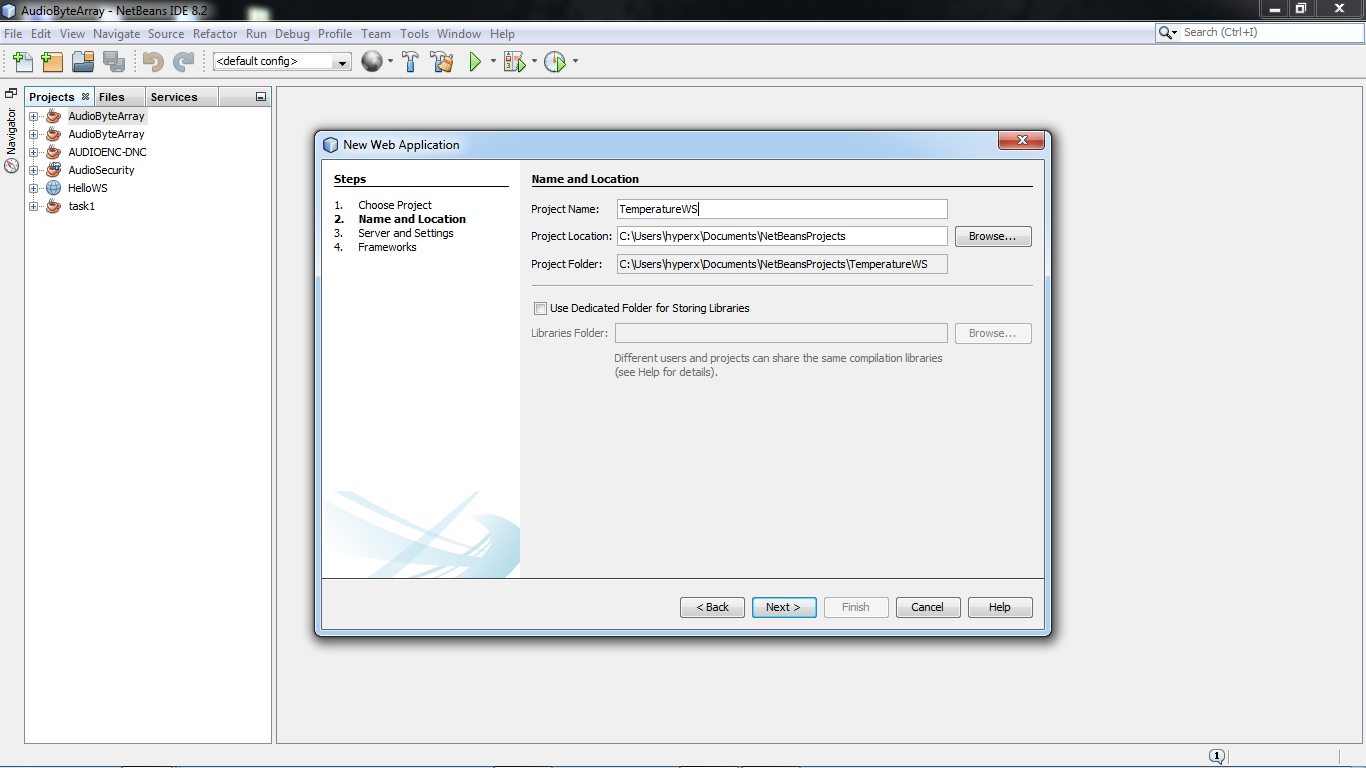 AudioByteArray - NetBeans IDE 8.2
File Edit View Navigate Source Refactor Run Debug Profile Team Tools Window Help
Search (Ctrl+I)
<default config>
Projects Files Services
Navigator
AudioByteArray
AudioByteArray
AUDIOENC-DNC
AudioSecurity
HelloWS
task1
New Web Application
Steps
1. Choose Project
2. Name and Location
3. Server and Settings
4. Frameworks
Name and Location
Project Name: TemperatureWS
Project Location: C:\Users\hyperx\Documents\NetBeansProjects Browse...
Project Folder: C:\Users\hyperx\Documents\NetBeansProjects\TemperatureWS
Use Dedicated Folder for Storing Libraries
Libraries Folder: Browse...
Different users and projects can share the same compilation libraries
(see Help for details).
< Back Next > Finish Cancel Help
1